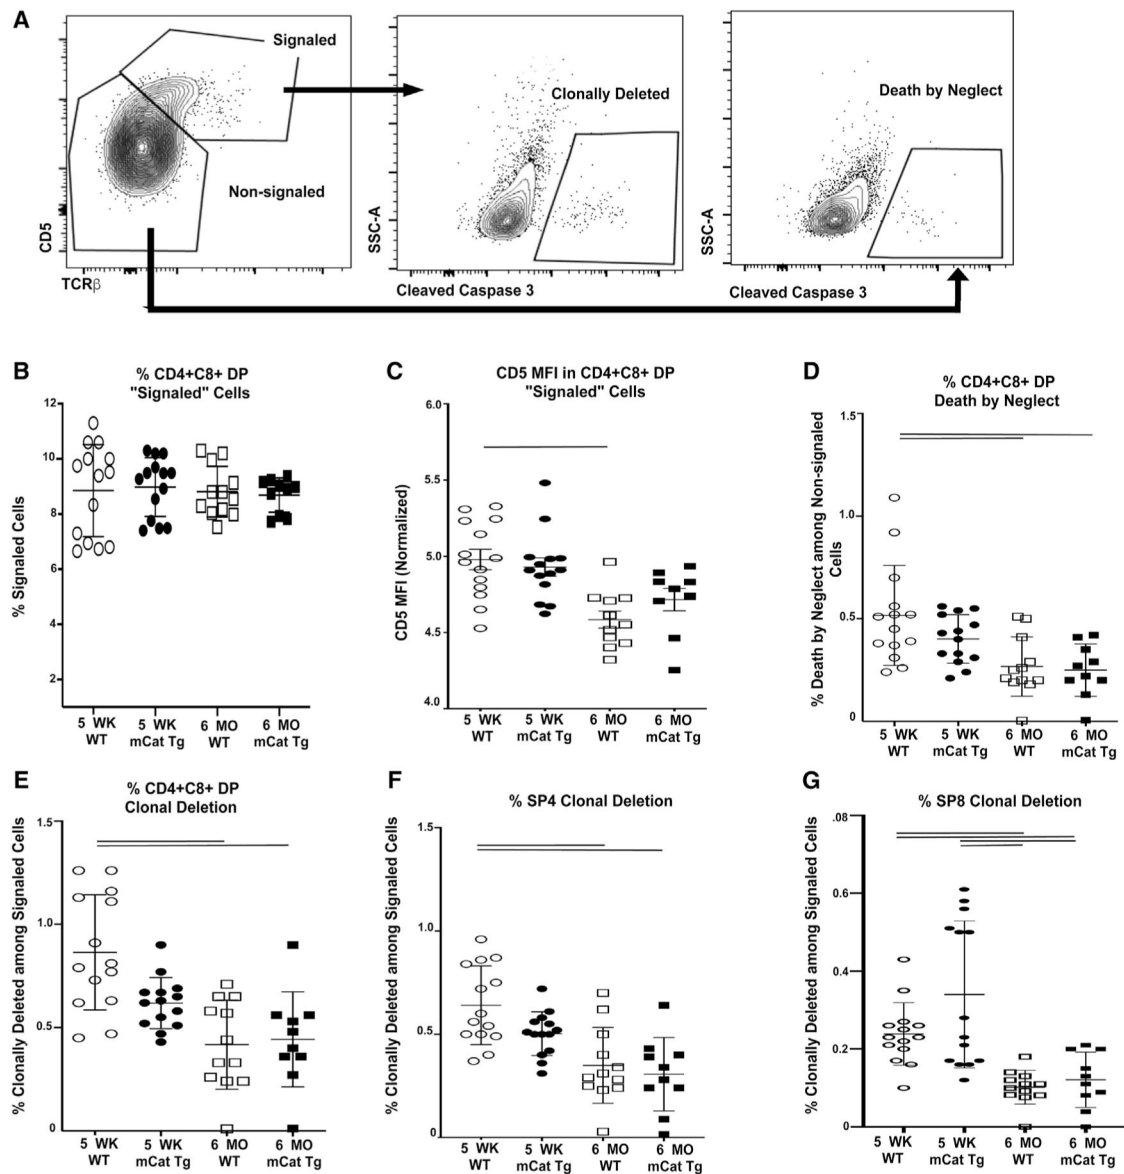 A
Signaled
Non-signaled
CD5
TCRβ
Clonally Deleted
SSC-A
Cleaved Caspase 3
Death by Neglect
SSC-A
Cleaved Caspase 3
B
% CD4+C8+ DP
"Signaled" Cells
% Signaled Cells
12
10
8
6
4
2
5 WK
WT
5 WK
mCat Tg
6 MO
WT
6 MO
mCat Tg
C
CD5 MFI in CD4+C8+ DP
"Signaled" Cells
CD5 MFI (Normalized)
6.0
5.5
5.0
4.5
4.0
5 WK
WT
5 WK
mCat Tg
6 MO
WT
6 MO
mCat Tg
D
% CD4+C8+ DP
Death by Neglect
% Death by Neglect among Non-signaled
Cells
1.5
1.0
0.5
0
5 WK
WT
5 WK
mCat Tg
6 MO
WT
6 MO
mCat Tg
E
% CD4+C8+ DP
Clonal Deletion
% Clonally Deleted among Signaled Cells
1.5
1.0
0.5
0
5 WK
WT
5 WK
mCat Tg
6 MO
WT
6 MO
mCat Tg
F
% SP4 Clonal Deletion
% Clonally Deleted among Signaled Cells
1.5
1.0
0.5
0
5 WK
WT
5 WK
mCat Tg
6 MO
WT
6 MO
mCat Tg
G
% SP8 Clonal Deletion
% Clonally Deleted among Signaled Cells
.08
0.6
0.4
0.2
0
5 WK
WT
5 WK
mCat Tg
6 MO
WT
6 MO
mCat Tg